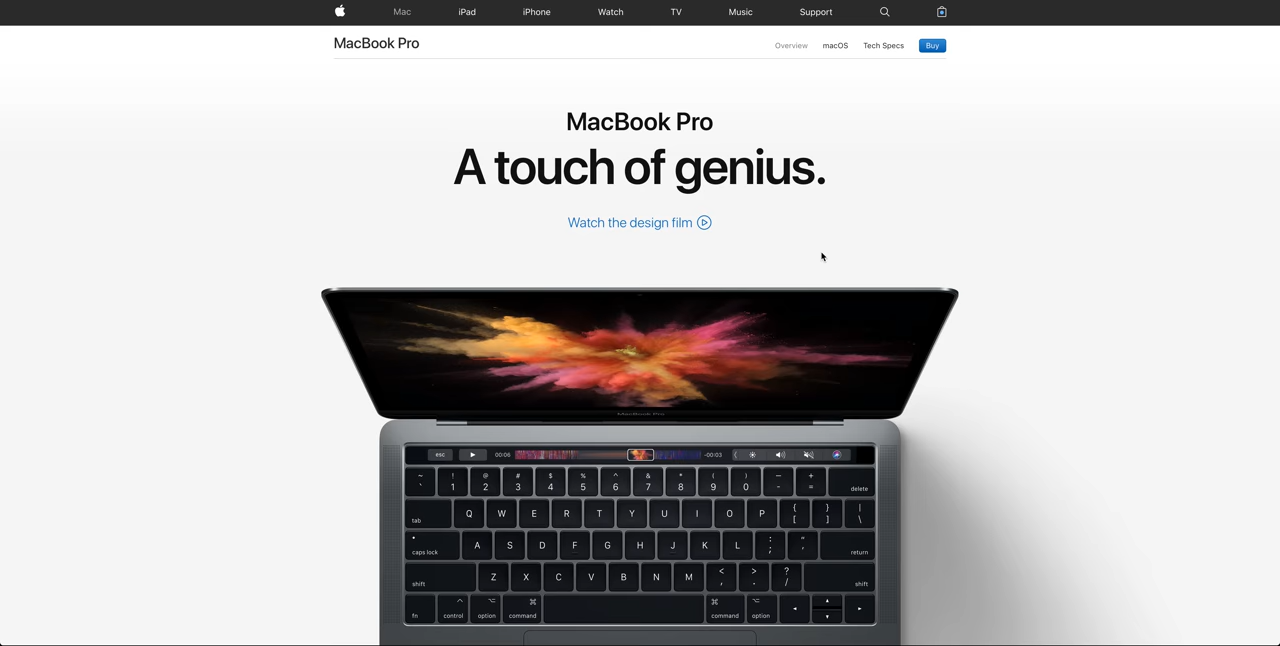 Mac iPad iPhone Watch TV Music Support
MacBook Pro
Overview macOS Tech Specs Buy
MacBook Pro
A touch of genius.
Watch the design film
MacBook Pro
esc 00:06 -00:03
~ ! @ # $ % ^ & * ( ) — +
` 1 2 3 4 5 6 7 8 9 0 - = delete
tab Q W E R T Y U I O P { [ } ] | \
caps lock A S D F G H J K L : ; " ' return
shift Z X C V B N M < , > . ? / shift
fn control option command command option